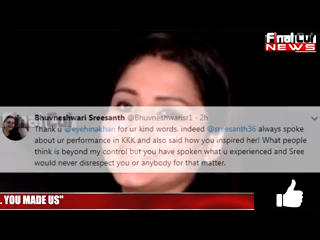 FinalCut
NEWS
Bhuvneshwari Sreesanth @Bhuvneshwarisr1 · 2h
Thank u @eyehinakhan for ur kind words. indeed @sreesanth36 always spoke
about ur performance in KKK and also said how you inspired her! What people
think is beyond my control but you have spoken what u experienced and Sree
would never disrespect you or anybody for that matter.
. YOU MADE US"